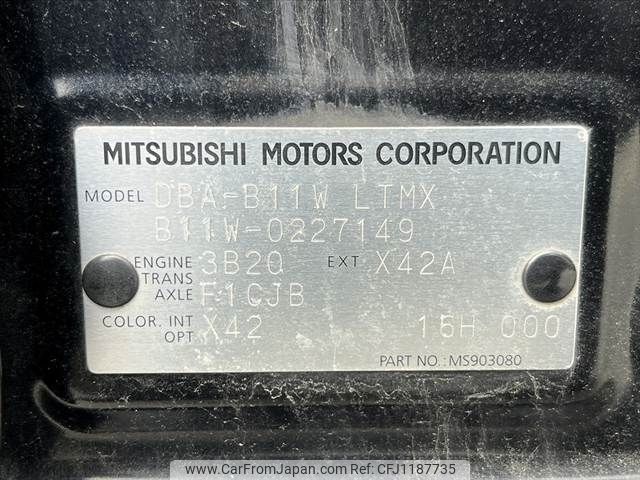 MITSUBISHI MOTORS CORPORATION
MODEL DBA-B11W LTMX
B11W-0227149
ENGINE 3B20 EXT X42A
TRANS
AXLE F1CJB
COLOR. INT X42 15H 000
OPT
PART NO.: MS903080
www.CarFromJapan.com | Ref No: CFJ1187735